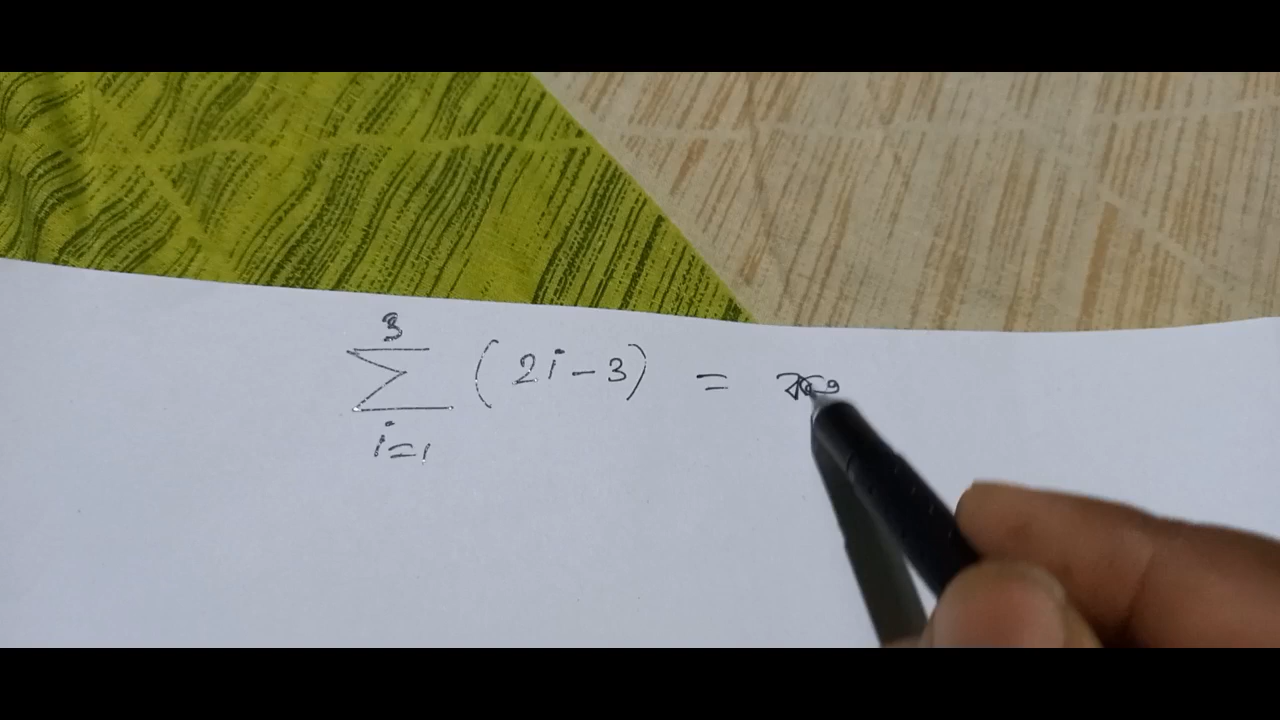 3
∑ (2i-3) =
i=1